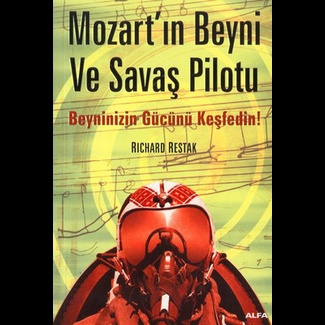 Mozart'ın Beyni
Ve Savaş Pilotu
Beyninizin Gücünü Keşfedin!
RICHARD RESTAK
ALFA